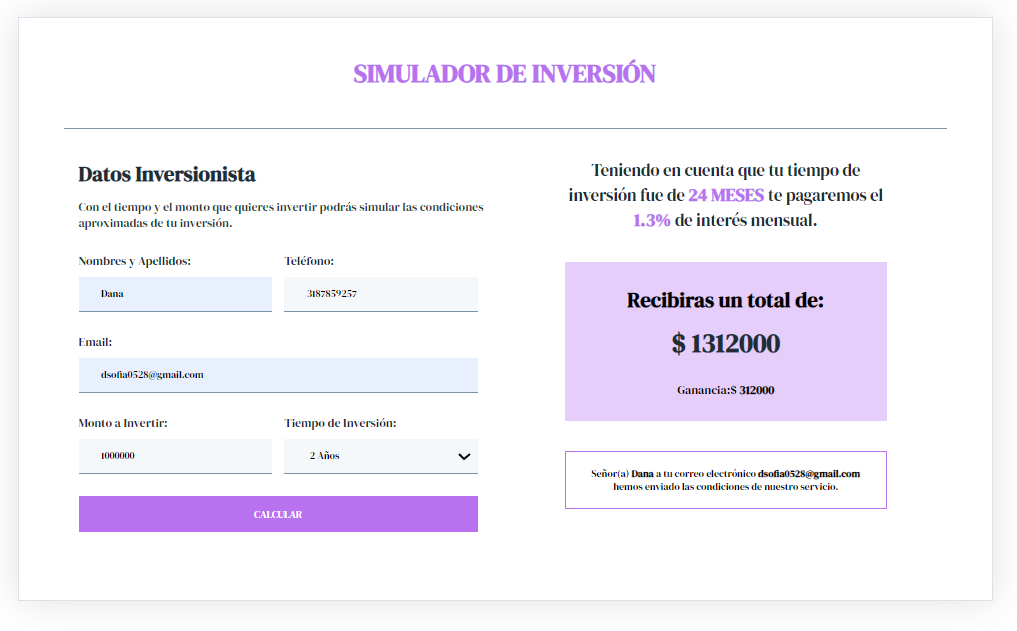 SIMULADOR DE INVERSIÓN
Datos Inversionista
Con el tiempo y el monto que quieres invertir podrás simular las condiciones
aproximadas de tu inversión.
Nombres y Apellidos:
Teléfono:
Dana
3187859257
Email:
dsofia0528@gmail.com
Monto a Invertir:
Tiempo de Inversión:
1000000
2 Años
CALCULAR
Teniendo en cuenta que tu tiempo de
inversión fue de 24 MESES te pagaremos el
1.3% de interés mensual.
Recibiras un total de:
$ 1312000
Ganancia:$ 312000
Señor(a) Dana a tu correo electrónico dsofia0528@gmail.com
hemos enviado las condiciones de nuestro servicio.